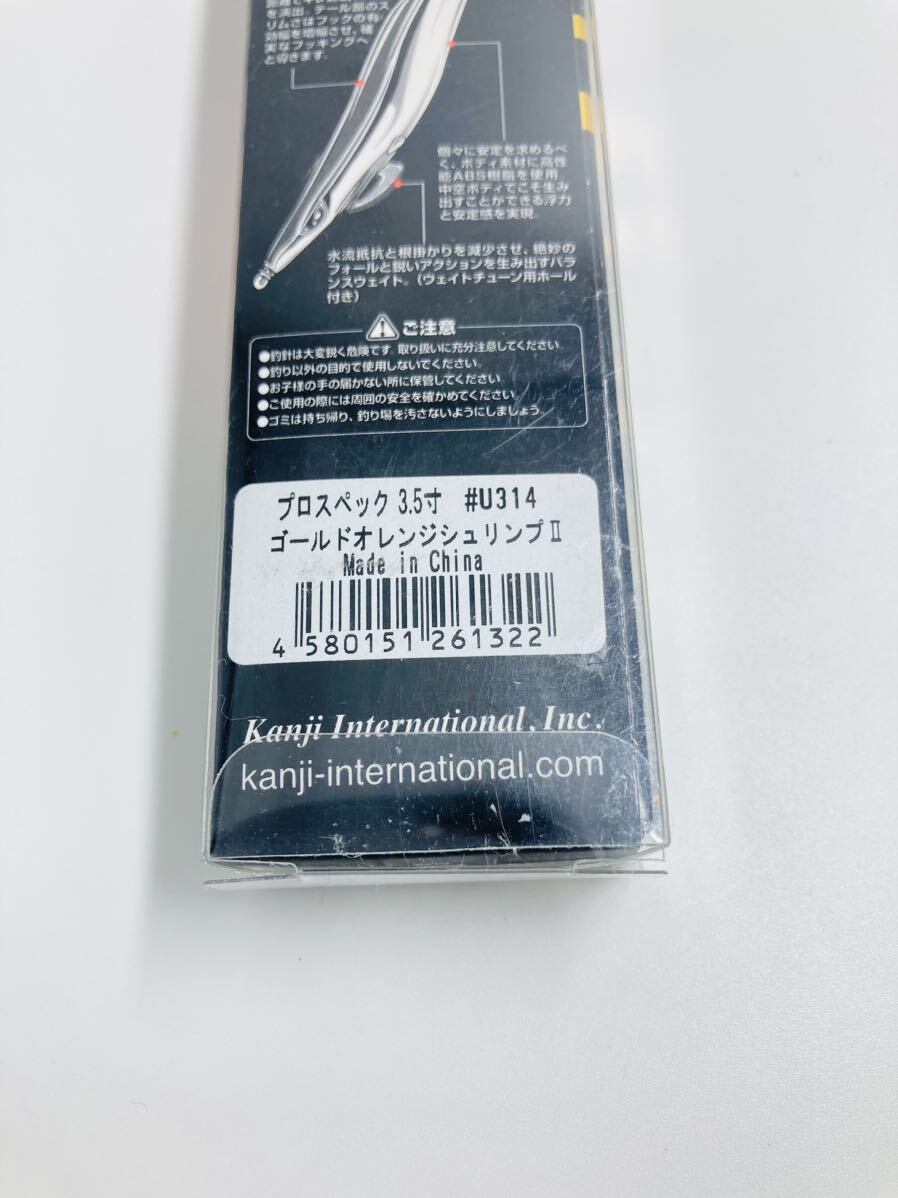 を演出、テール部のス
リムさはフックの有
効幅を増幅させ、確
実なフッキングへ
と導きます。
個々に安定を求めるべ
く、ボディ素材に高性
能ABS樹脂を使用
中空ボディでこそ生み
出すことができる浮力
と安定感を実現。
水流抵抗と根掛かりを減少させ、絶妙の
フォールと鋭いアクションを生み出すバラ
ンスウェイト。（ウェイトチューン用ホール
付き）
ご注意
●釣針は大変鋭く危険です。取り扱いに充分注意してください。
●釣り以外の目的で使用しないでください。
●お子様の手の届かない所に保管してください。
●ご使用の際には周囲の安全を確かめてください。
●ゴミは持ち帰り、釣り場を汚さないようにしましょう。
プロスペック 3.5寸 #U314
ゴールドオレンジシュリンプⅡ
Made in China
4 580151 261322
Kanji International, Inc.
kanji-international.com